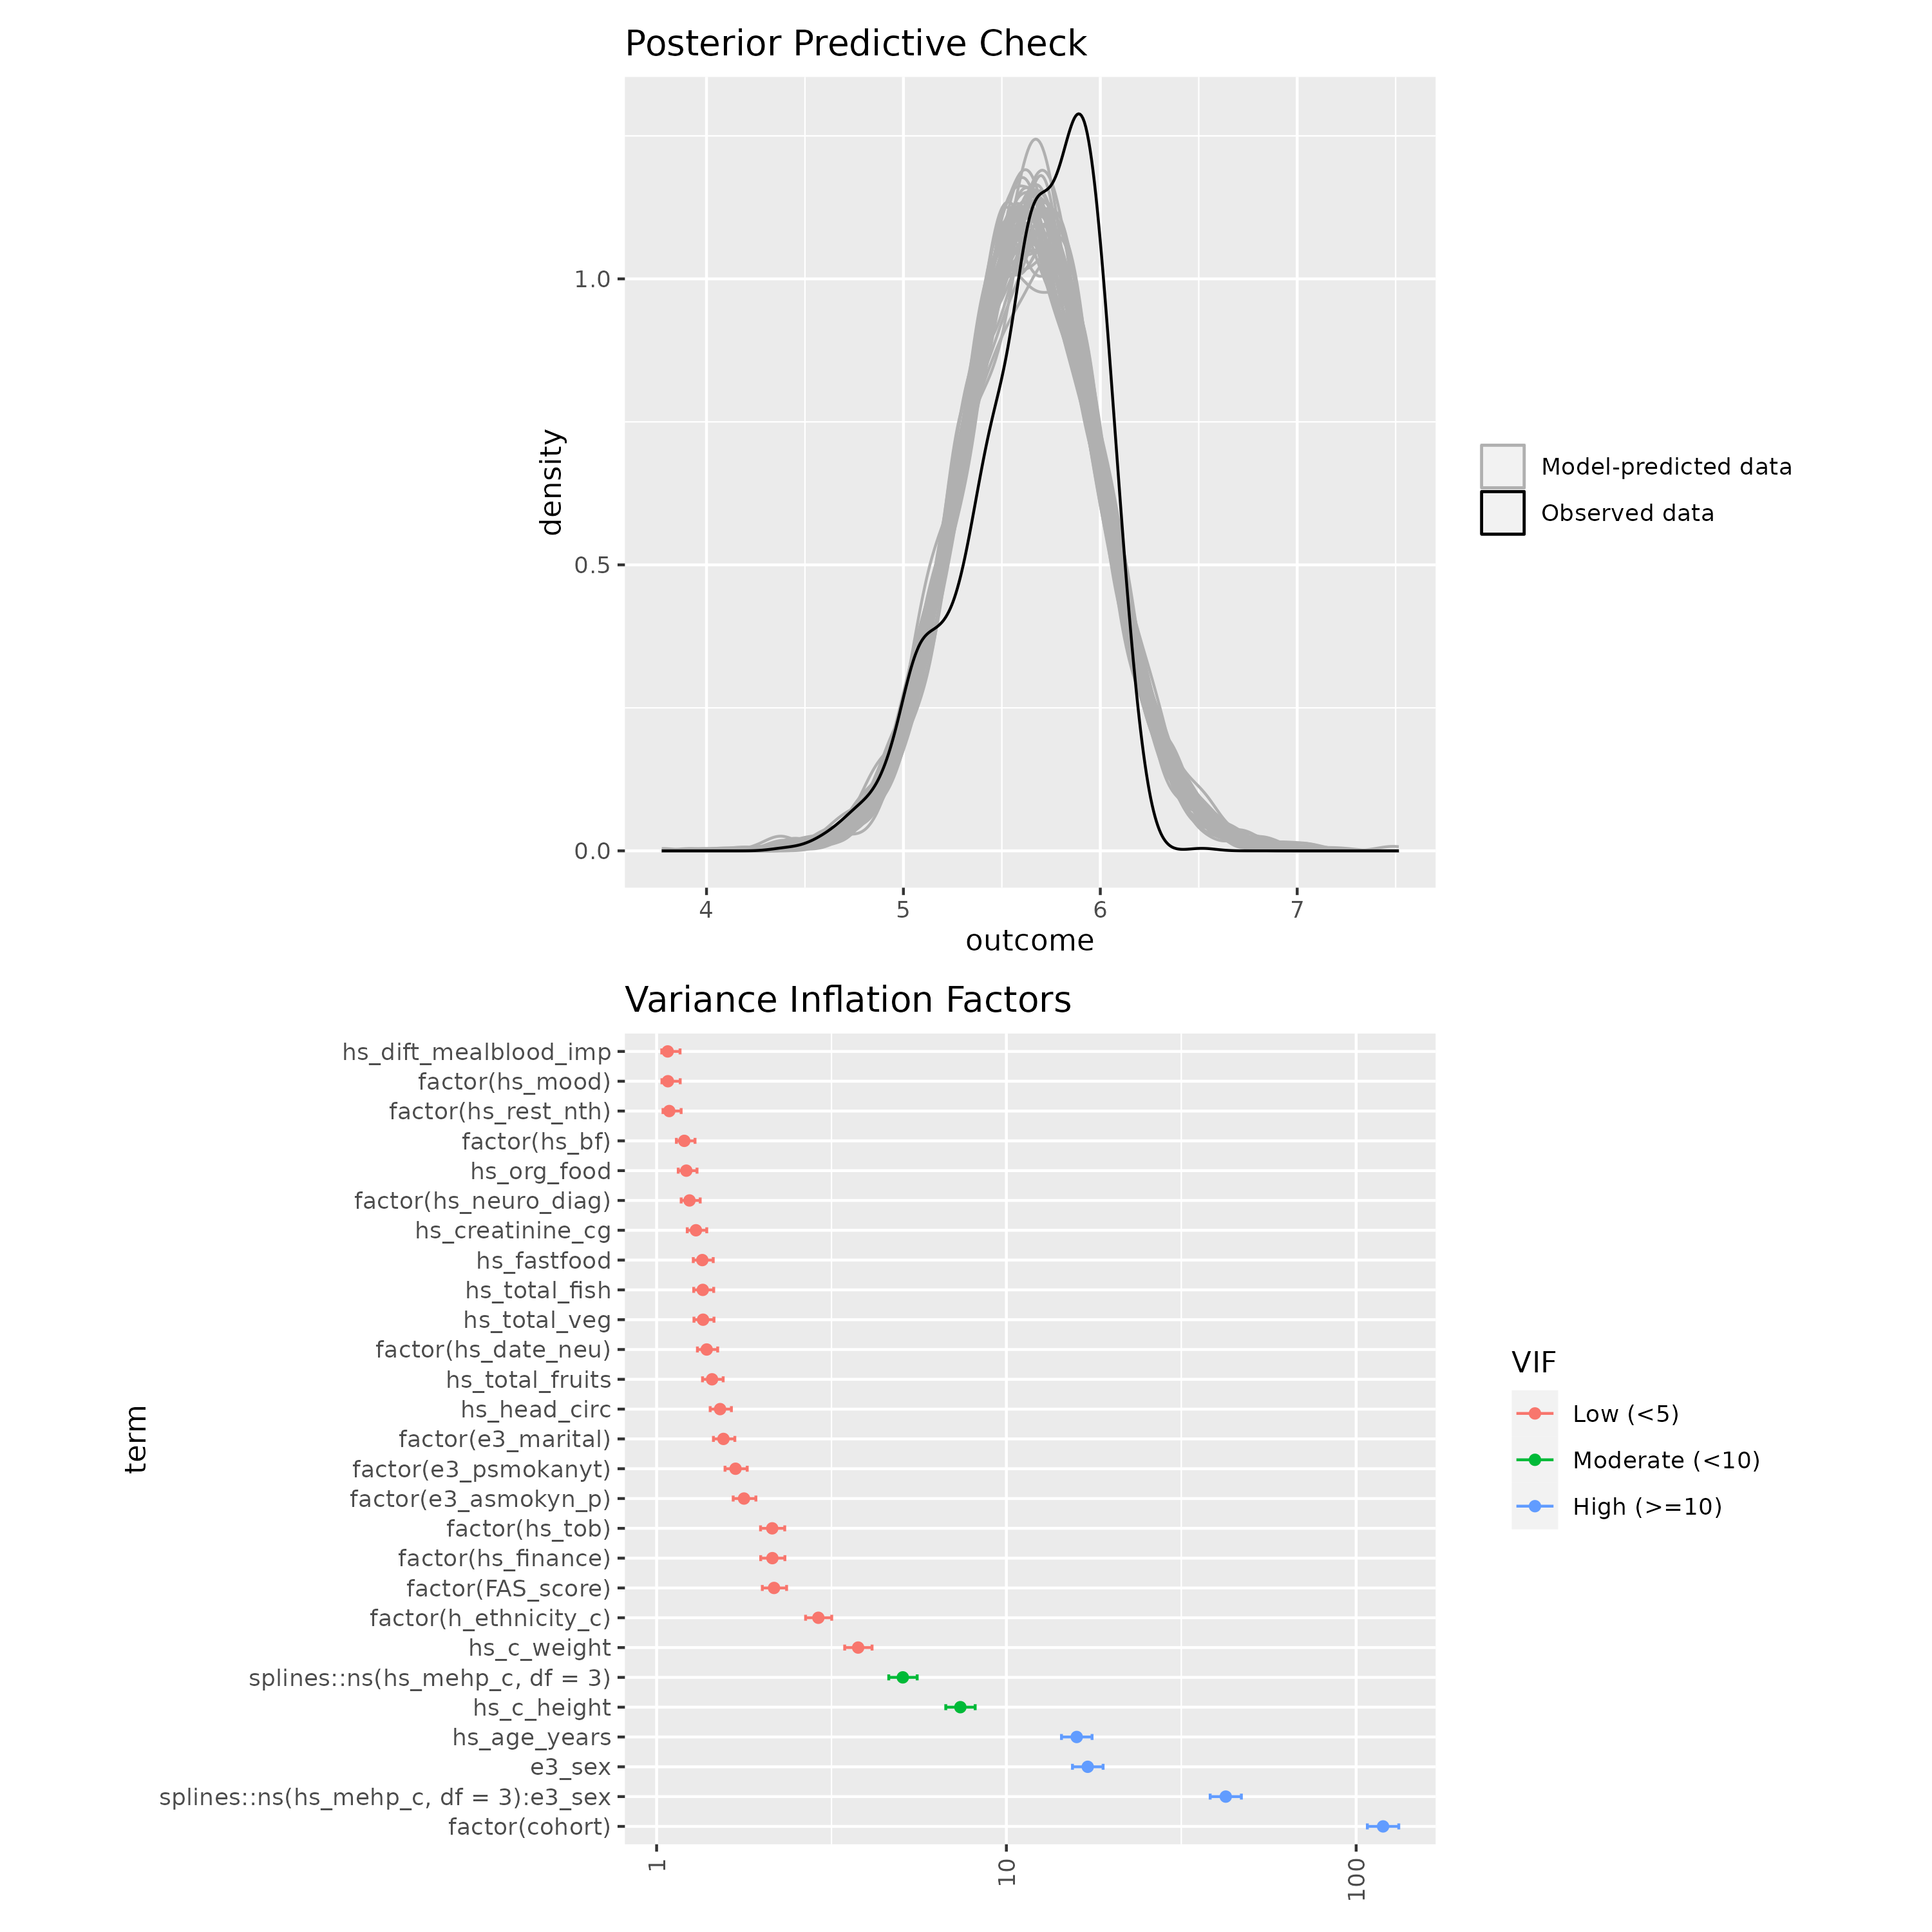 Posterior Predictive Check
density
1.0
0.5
0.0
4 5 6 7
outcome
Model-predicted data
Observed data
Variance Inflation Factors
term
hs_dift_mealblood_imp
factor(hs_mood)
factor(hs_rest_nth)
factor(hs_bf)
hs_org_food
factor(hs_neuro_diag)
hs_creatinine_cg
hs_fastfood
hs_total_fish
hs_total_veg
factor(hs_date_neu)
hs_total_fruits
hs_head_circ
factor(e3_marital)
factor(e3_psmokanyt)
factor(e3_asmokyn_p)
factor(hs_tob)
factor(hs_finance)
factor(FAS_score)
factor(h_ethnicity_c)
hs_c_weight
splines::ns(hs_mehp_c, df = 3)
hs_c_height
hs_age_years
e3_sex
splines::ns(hs_mehp_c, df = 3):e3_sex
factor(cohort)
1 10 100
VIF
Low (<5)
Moderate (<10)
High (>=10)